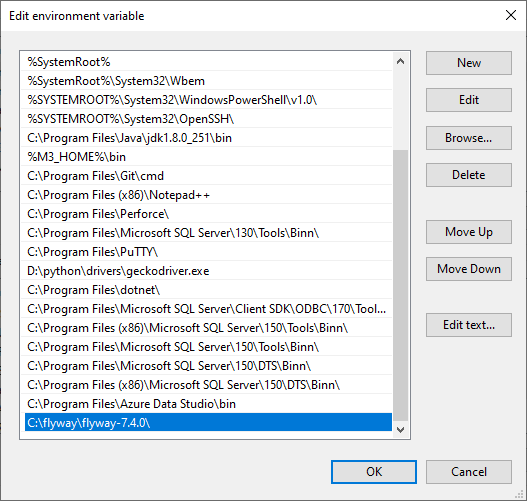 Edit environment variable
%SystemRoot%
%SystemRoot%\System32\Wbem
%SYSTEMROOT%\System32\WindowsPowerShell\v1.0\
%SYSTEMROOT%\System32\OpenSSH\
C:\Program Files\Java\jdk1.8.0_251\bin
%M3_HOME%\bin
C:\Program Files\Git\cmd
C:\Program Files (x86)\Notepad++
C:\Program Files\Perforce\
C:\Program Files\Microsoft SQL Server\130\Tools\Binn\
C:\Program Files\PuTTY\
D:\python\drivers\geckodriver.exe
C:\Program Files\dotnet\
C:\Program Files\Microsoft SQL Server\Client SDK\ODBC\170\Tool...
C:\Program Files (x86)\Microsoft SQL Server\150\Tools\Binn\
C:\Program Files\Microsoft SQL Server\150\Tools\Binn\
C:\Program Files\Microsoft SQL Server\150\DTS\Binn\
C:\Program Files (x86)\Microsoft SQL Server\150\DTS\Binn\
C:\Program Files\Azure Data Studio\bin
C:\flyway\flyway-7.4.0\
New
Edit
Browse...
Delete
Move Up
Move Down
Edit text...
OK
Cancel